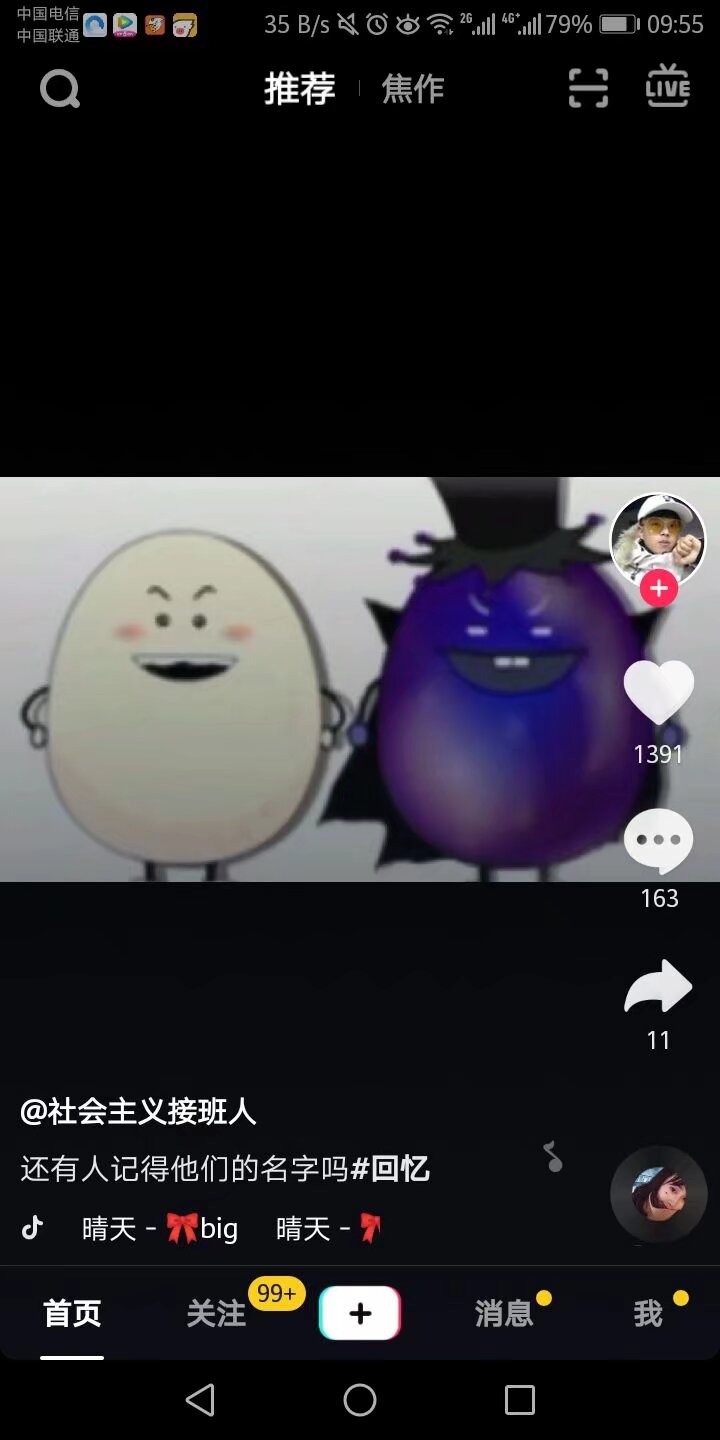 中国电信
中国联通
35 B/s 2G 4G+ 79% 09:55
推荐 焦作 LIVE
1391
163
11
@社会主义接班人
还有人记得他们的名字吗#回忆
晴天 - 🎀big 晴天 - 🎀
首页 关注 99+ 消息 我